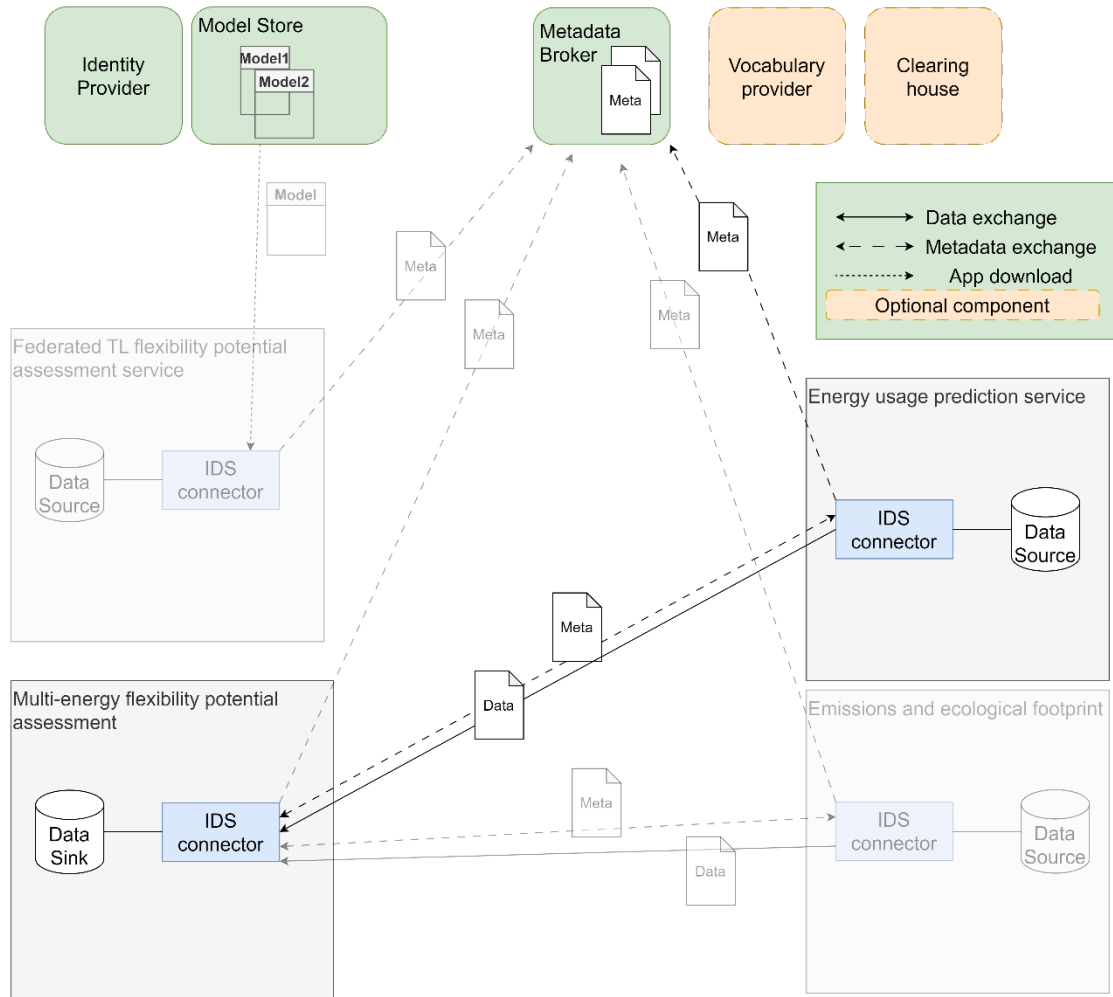 Identity
Provider
Model Store
Model1
Model2
Metadata
Broker
Meta
Vocabulary
provider
Clearing
house
Model
Meta
Meta
Meta
Meta
Data exchange
Metadata exchange
App download
Optional component
Federated TL flexibility potential
assessment service
Data
Source
IDS
connector
Energy usage prediction service
IDS
connector
Data
Source
Meta
Data
Multi-energy flexibility potential
assessment
Data
Sink
IDS
connector
Meta
Data
Emissions and ecological footprint
IDS
connector
Data
Source